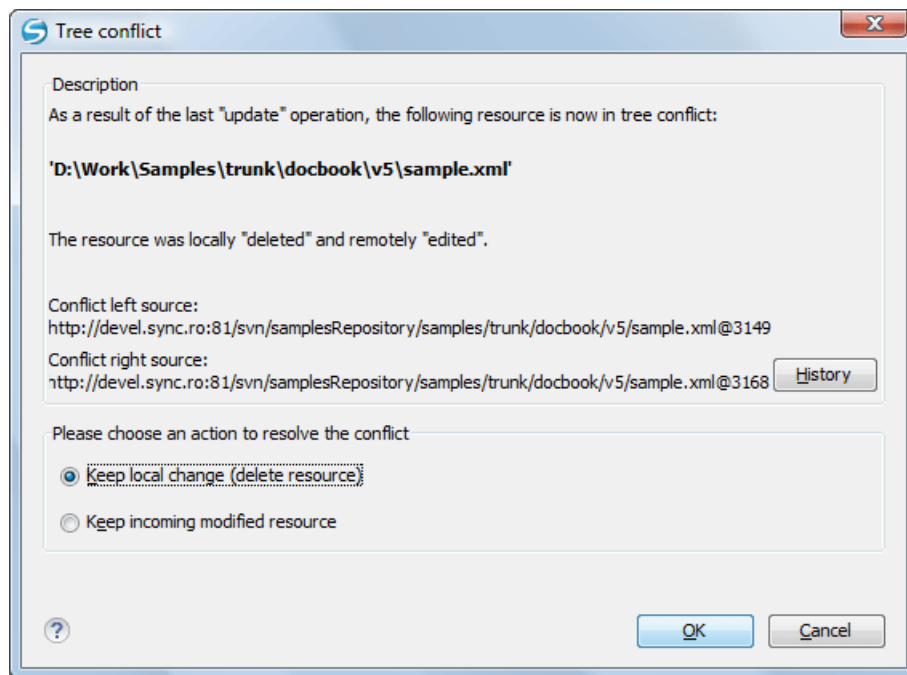 Tree conflict
Description
As a result of the last "update" operation, the following resource is now in tree conflict:
'D:\Work\Samples\trunk\docbook\v5\sample.xml'
The resource was locally "deleted" and remotely "edited".
Conflict left source:
http://devel.sync.ro:81/svn/samplesRepository/samples/trunk/docbook/v5/sample.xml@3149
Conflict right source:
http://devel.sync.ro:81/svn/samplesRepository/samples/trunk/docbook/v5/sample.xml@3168
History
Please choose an action to resolve the conflict
Keep local change (delete resource)
Keep incoming modified resource
?
OK
Cancel